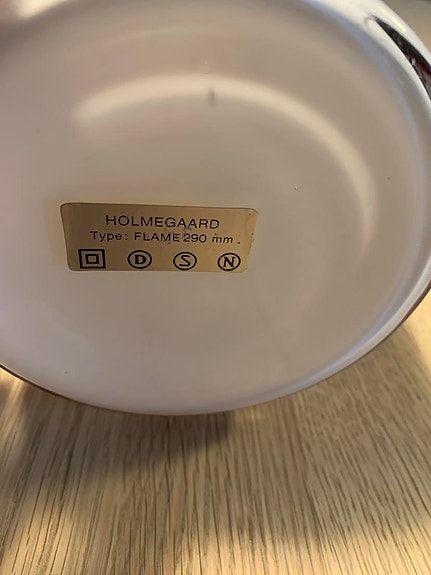 HOLMEGAARD
Type: FLAME 290 mm.
D S N